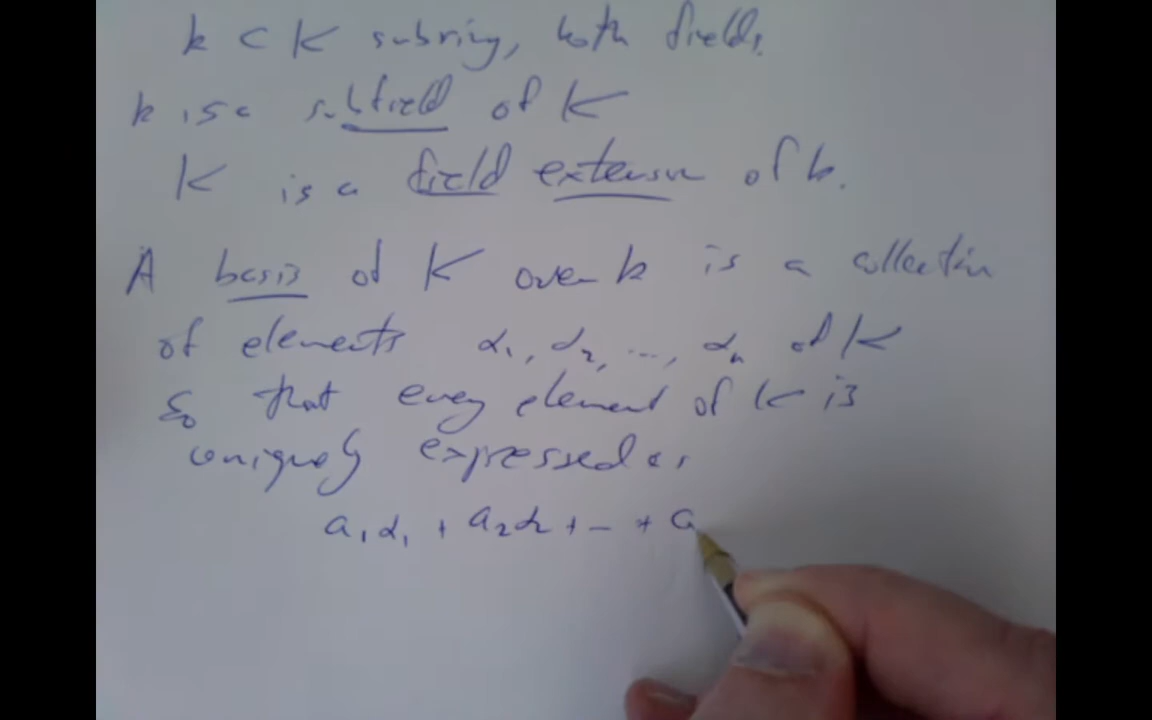 k ⊂ K subring, both fields.
k is a subfield of K
K is a field extension of k.
A basis of K over k is a collection
of elements α₁, α₂, ..., αₙ of K
so that every element of K is
uniquely expressed as
a₁α₁ + a₂α₂ + -- + a